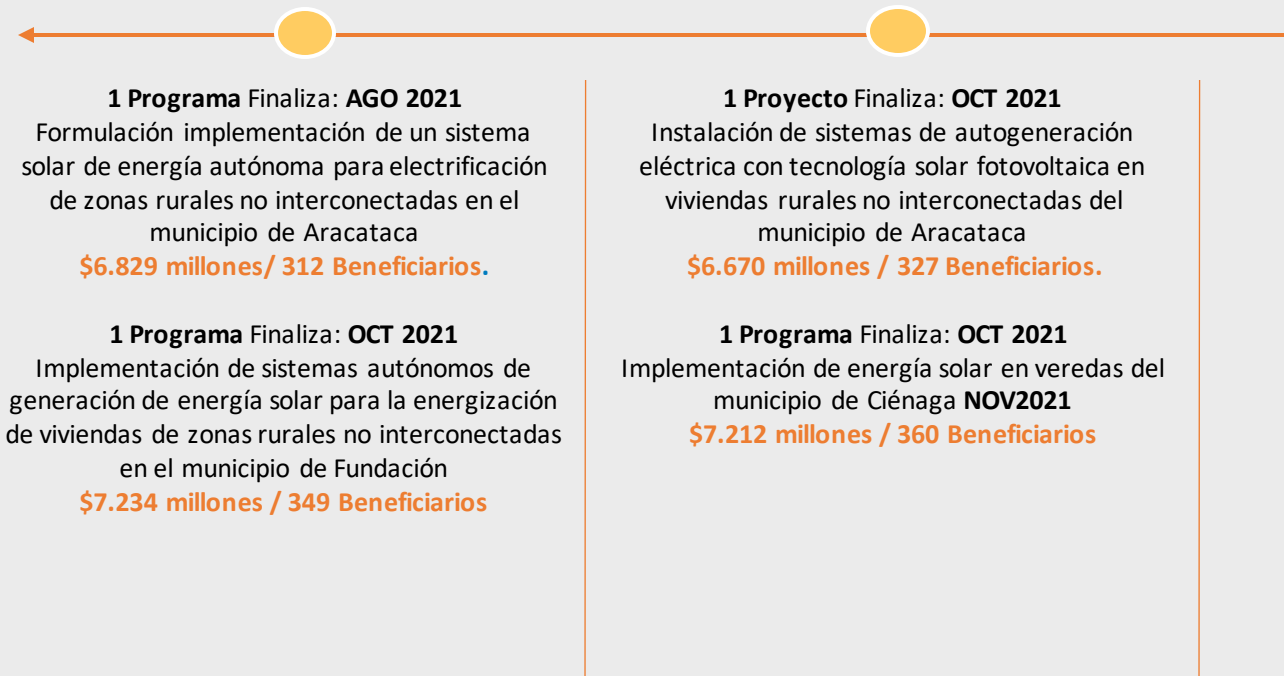 1 Programa Finaliza: AGO 2021
Formulación implementación de un sistema
solar de energía autónoma para electrificación
de zonas rurales no interconectadas en el
municipio de Aracataca
$6.829 millones/ 312 Beneficiarios.
1 Programa Finaliza: OCT 2021
Implementación de sistemas autónomos de
generación de energía solar para la energización
de viviendas de zonas rurales no interconectadas
en el municipio de Fundación
$7.234 millones / 349 Beneficiarios
1 Proyecto Finaliza: OCT 2021
Instalación de sistemas de autogeneración
eléctrica con tecnología solar fotovoltaica en
viviendas rurales no interconectadas del
municipio de Aracataca
$6.670 millones / 327 Beneficiarios.
1 Programa Finaliza: OCT 2021
Implementación de energía solar en veredas del
municipio de Ciénaga NOV2021
$7.212 millones / 360 Beneficiarios